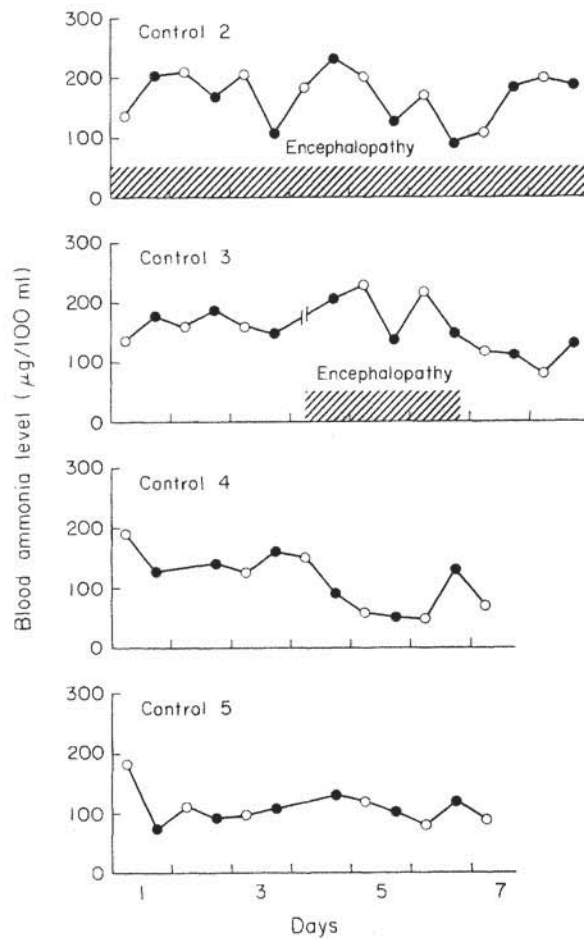 300
Control 2
200
100
Encephalopathy
0
300
Control 3
200
100
Encephalopathy
0
Blood ammonia level (μg/100 ml)
300
Control 4
200
100
0
300
Control 5
200
100
0
1 3 5 7
Days